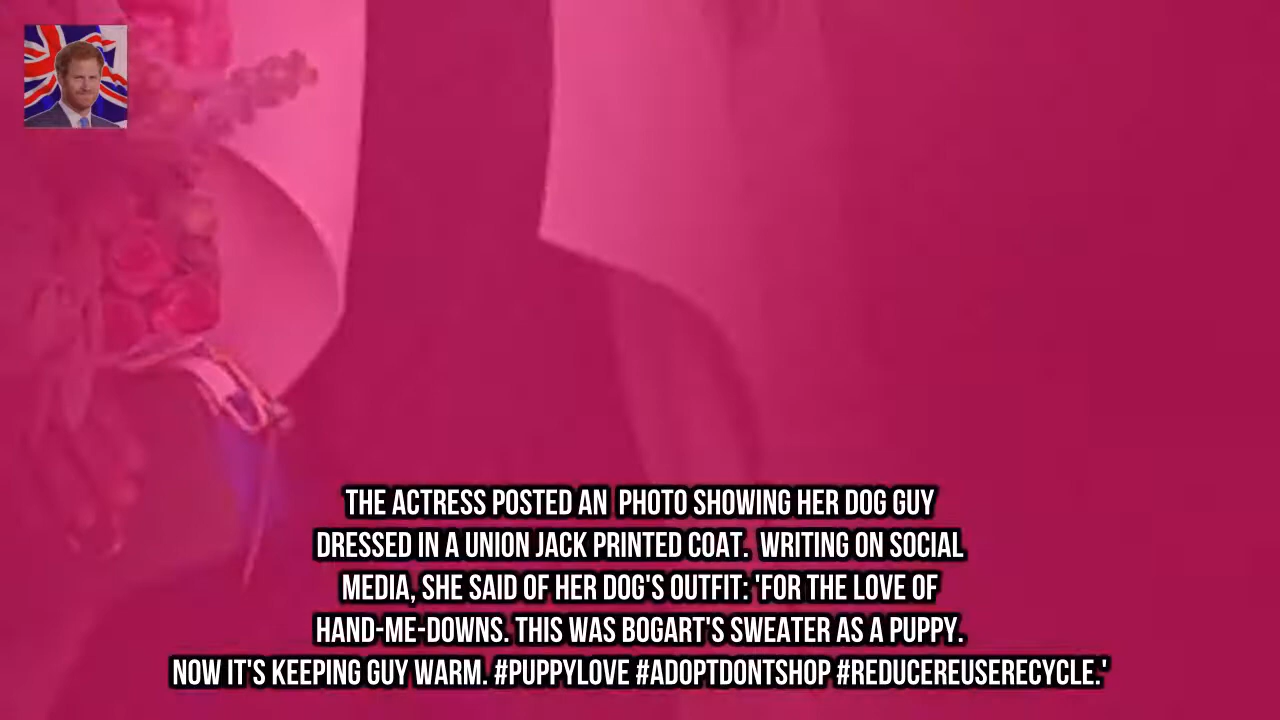 THE ACTRESS POSTED AN  PHOTO SHOWING HER DOG GUY
DRESSED IN A UNION JACK PRINTED COAT.  WRITING ON SOCIAL
MEDIA, SHE SAID OF HER DOG'S OUTFIT: 'FOR THE LOVE OF
HAND-ME-DOWNS. THIS WAS BOGART'S SWEATER AS A PUPPY.
NOW IT'S KEEPING GUY WARM. #PUPPYLOVE #ADOPTDONTSHOP #REDUCEREUSERECYCLE.'